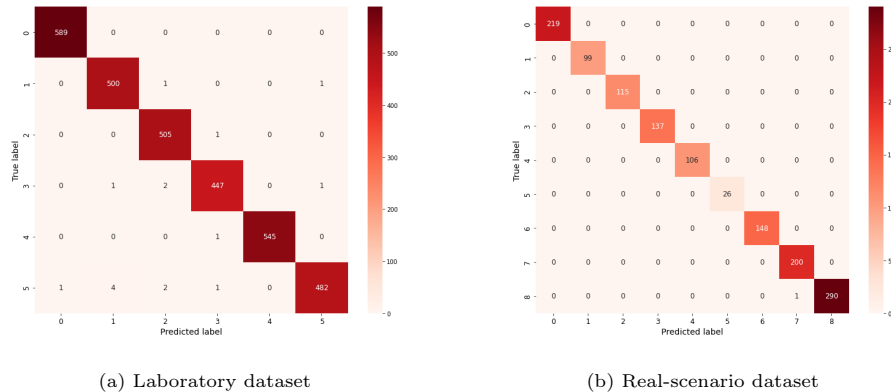 0 589 0 0 0 0 0
1 0 500 1 0 0 1
2 0 0 505 1 0 0
3 0 1 2 447 0 1
4 0 0 0 1 545 0
5 1 4 2 1 0 482
0 1 2 3 4 5
Predicted label
True label
500
400
300
200
100
0
0 219 0 0 0 0 0 0 0 0
1 0 99 0 0 0 0 0 0 0
2 0 0 115 0 0 0 0 0 0
3 0 0 0 137 0 0 0 0 0
4 0 0 0 0 106 0 0 0 0
5 0 0 0 0 0 26 0 0 0
6 0 0 0 0 0 0 148 0 0
7 0 0 0 0 0 0 0 200 0
8 0 0 0 0 0 0 0 1 290
0 1 2 3 4 5 6 7 8
Predicted label
True label
(a) Laboratory dataset
(b) Real-scenario dataset